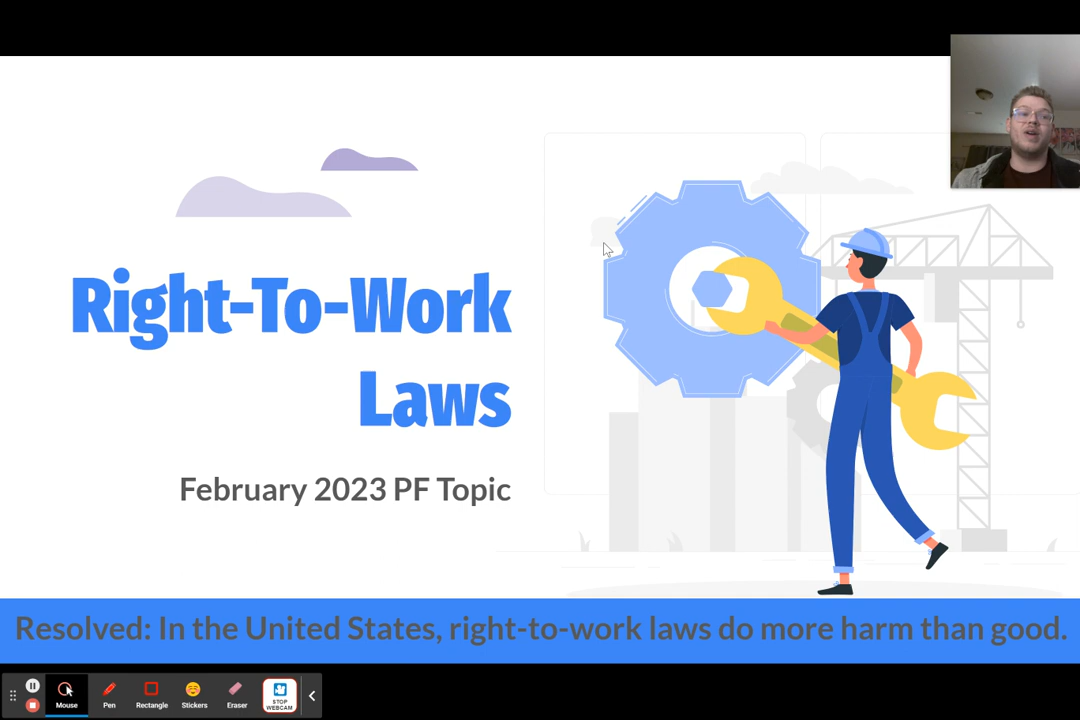 Right-To-Work
Laws
February 2023 PF Topic
Resolved: In the United States, right-to-work laws do more harm than good.
Mouse
Pen
Rectangle
Stickers
Eraser
STOP
WEBCAM